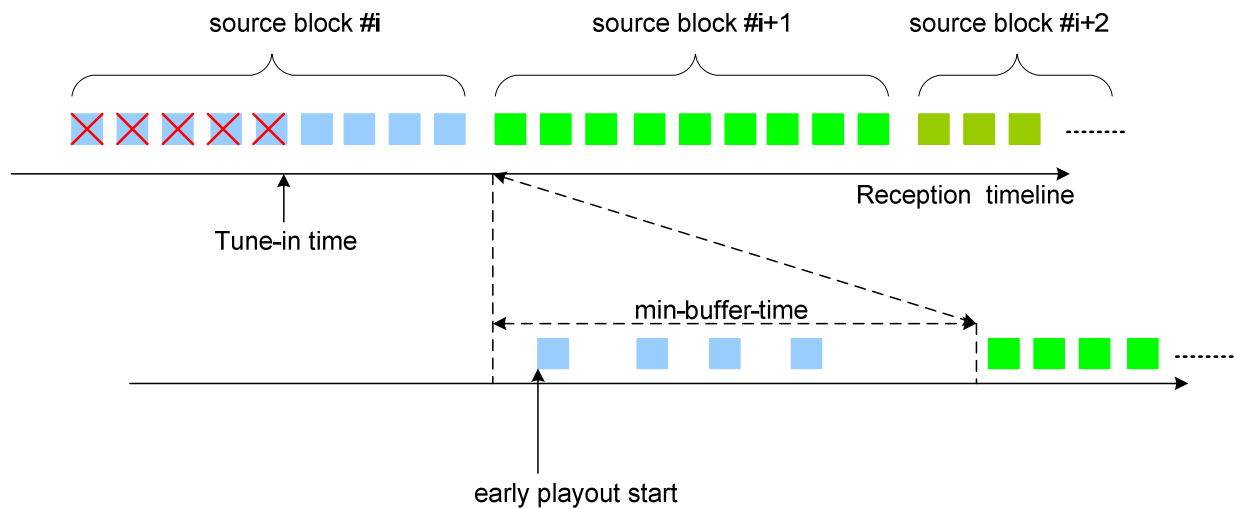 source block #i
source block #i+1
source block #i+2
Reception timeline
Tune-in time
min-buffer-time
early playout start